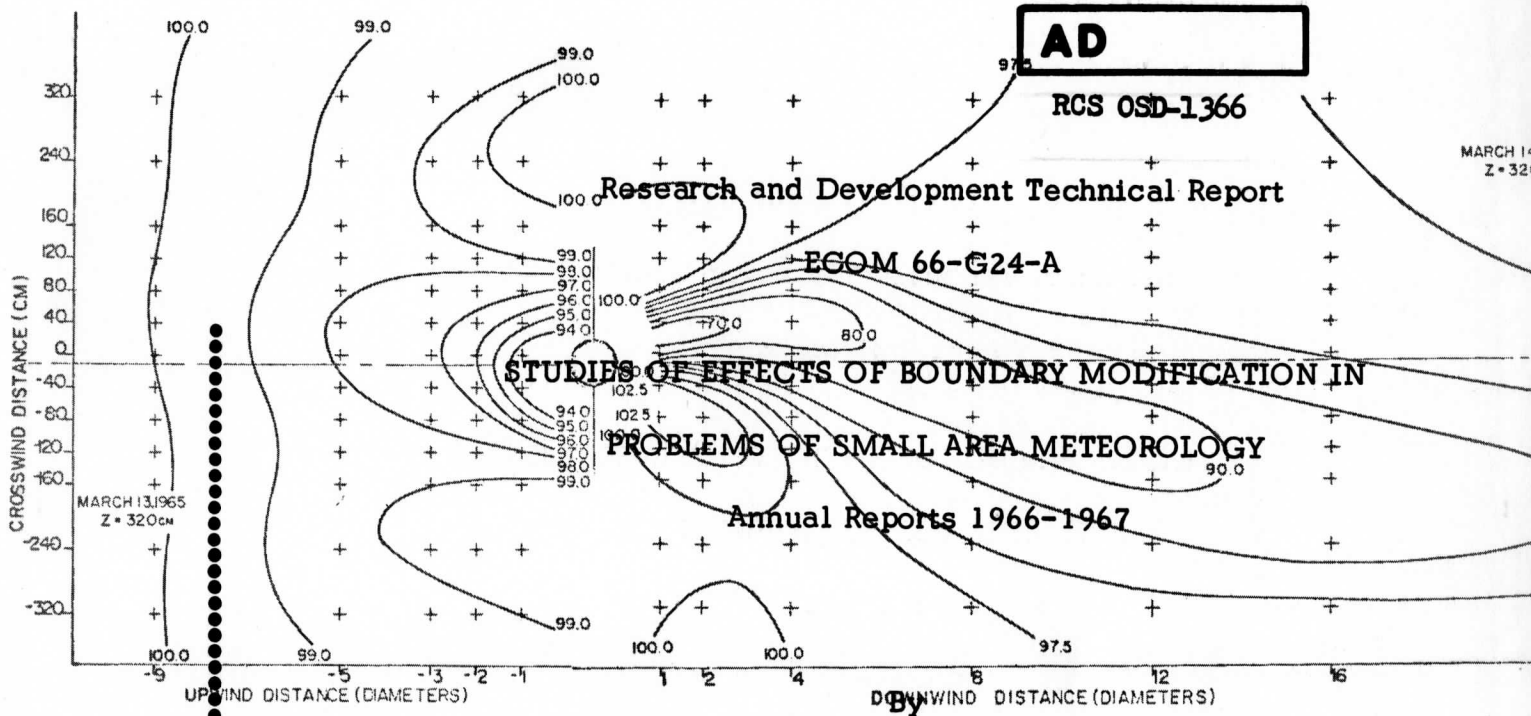 100.0
99.0
99.0
100.0
97.5
AD
RCS OSD-1366
320
240
160
120
80
40
0
-40
-80
-120
-160
-240
-320
CROSSWIND DISTANCE (CM)
MARCH 14
Z = 320
100.0
Research and Development Technical Report
ECOM 66-G24-A
99.0
98.0
97.0
96.0
95.0
94.0
100.0
70.0
80.0
STUDIES OF EFFECTS OF BOUNDARY MODIFICATION IN
102.5
102.5
94.0
95.0
96.0
97.0
98.0
99.0
100.0
PROBLEMS OF SMALL AREA METEOROLOGY
90.0
MARCH 13,1965
Z = 320CM
Annual Reports 1966-1967
99.0
97.5
100.0
99.0
100.0
100.0
-9 -5 -3 -2 -1 1 2 4 8 12 16
UPWIND DISTANCE (DIAMETERS)
DOWNWIND DISTANCE (DIAMETERS)
By